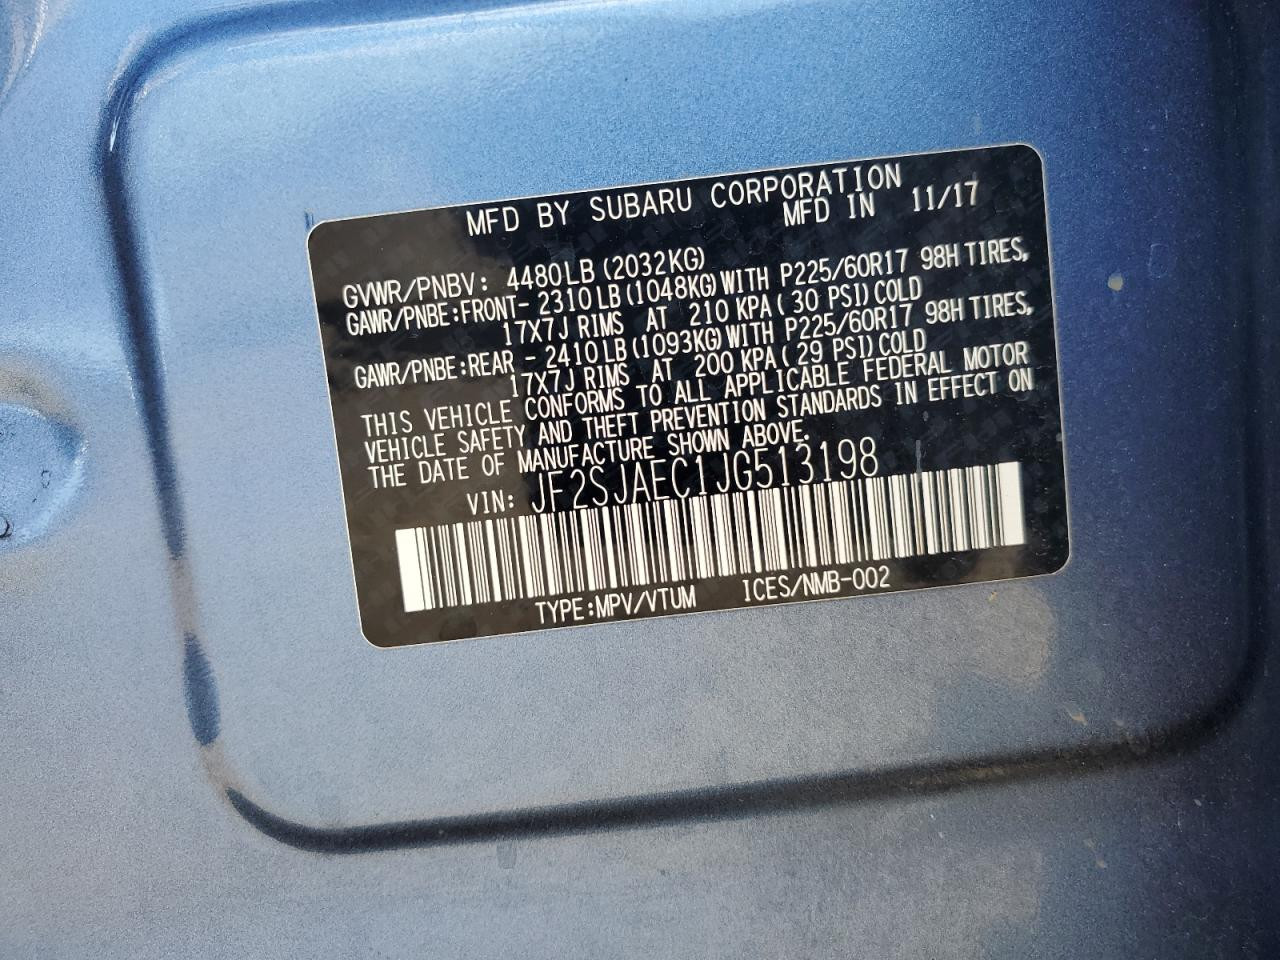 MFD BY SUBARU CORPORATION
MFD IN 11/17
GVWR/PNBV: 4480LB(2032KG)
GAWR/PNBE:FRONT- 2310LB(1048KG)WITH P225/60R17 98H TIRES,
17X7J RIMS AT 210 KPA(30 PSI)COLD
GAWR/PNBE:REAR - 2410LB(1093KG)WITH P225/60R17 98H TIRES,
17X7J RIMS AT 200 KPA(29 PSI)COLD
THIS VEHICLE CONFORMS TO ALL APPLICABLE FEDERAL MOTOR
VEHICLE SAFETY AND THEFT PREVENTION STANDARDS IN EFFECT ON
THE DATE OF MANUFACTURE SHOWN ABOVE.
VIN: JF2SJAEC1JG513198
TYPE:MPV/VTUM ICES/NMB-002